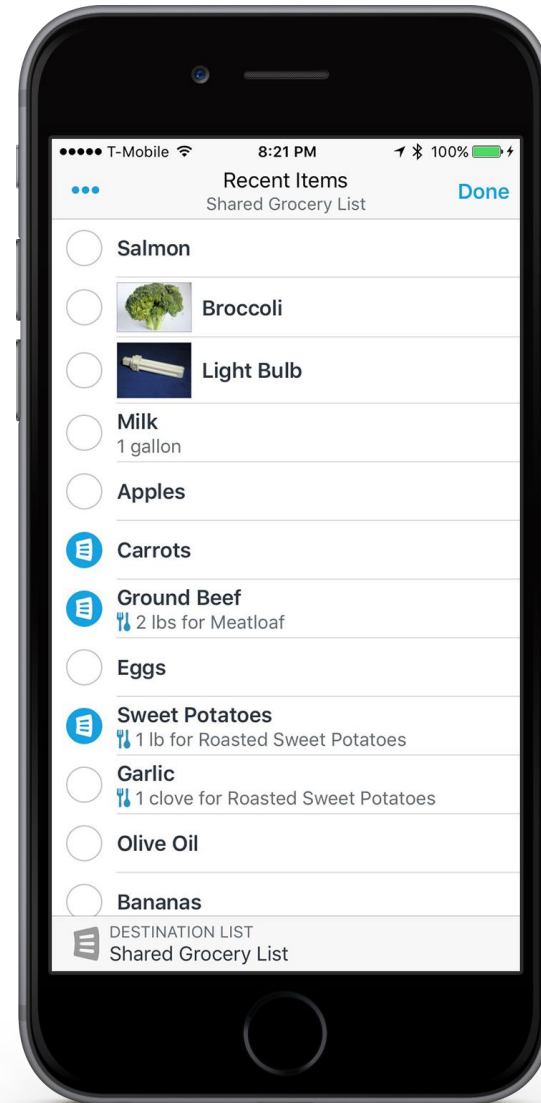 T-Mobile 8:21 PM 100%
Recent Items
Shared Grocery List
Done
Salmon
Broccoli
Light Bulb
Milk
1 gallon
Apples
Carrots
Ground Beef
2 lbs for Meatloaf
Eggs
Sweet Potatoes
1 lb for Roasted Sweet Potatoes
Garlic
1 clove for Roasted Sweet Potatoes
Olive Oil
Bananas
DESTINATION LIST
Shared Grocery List